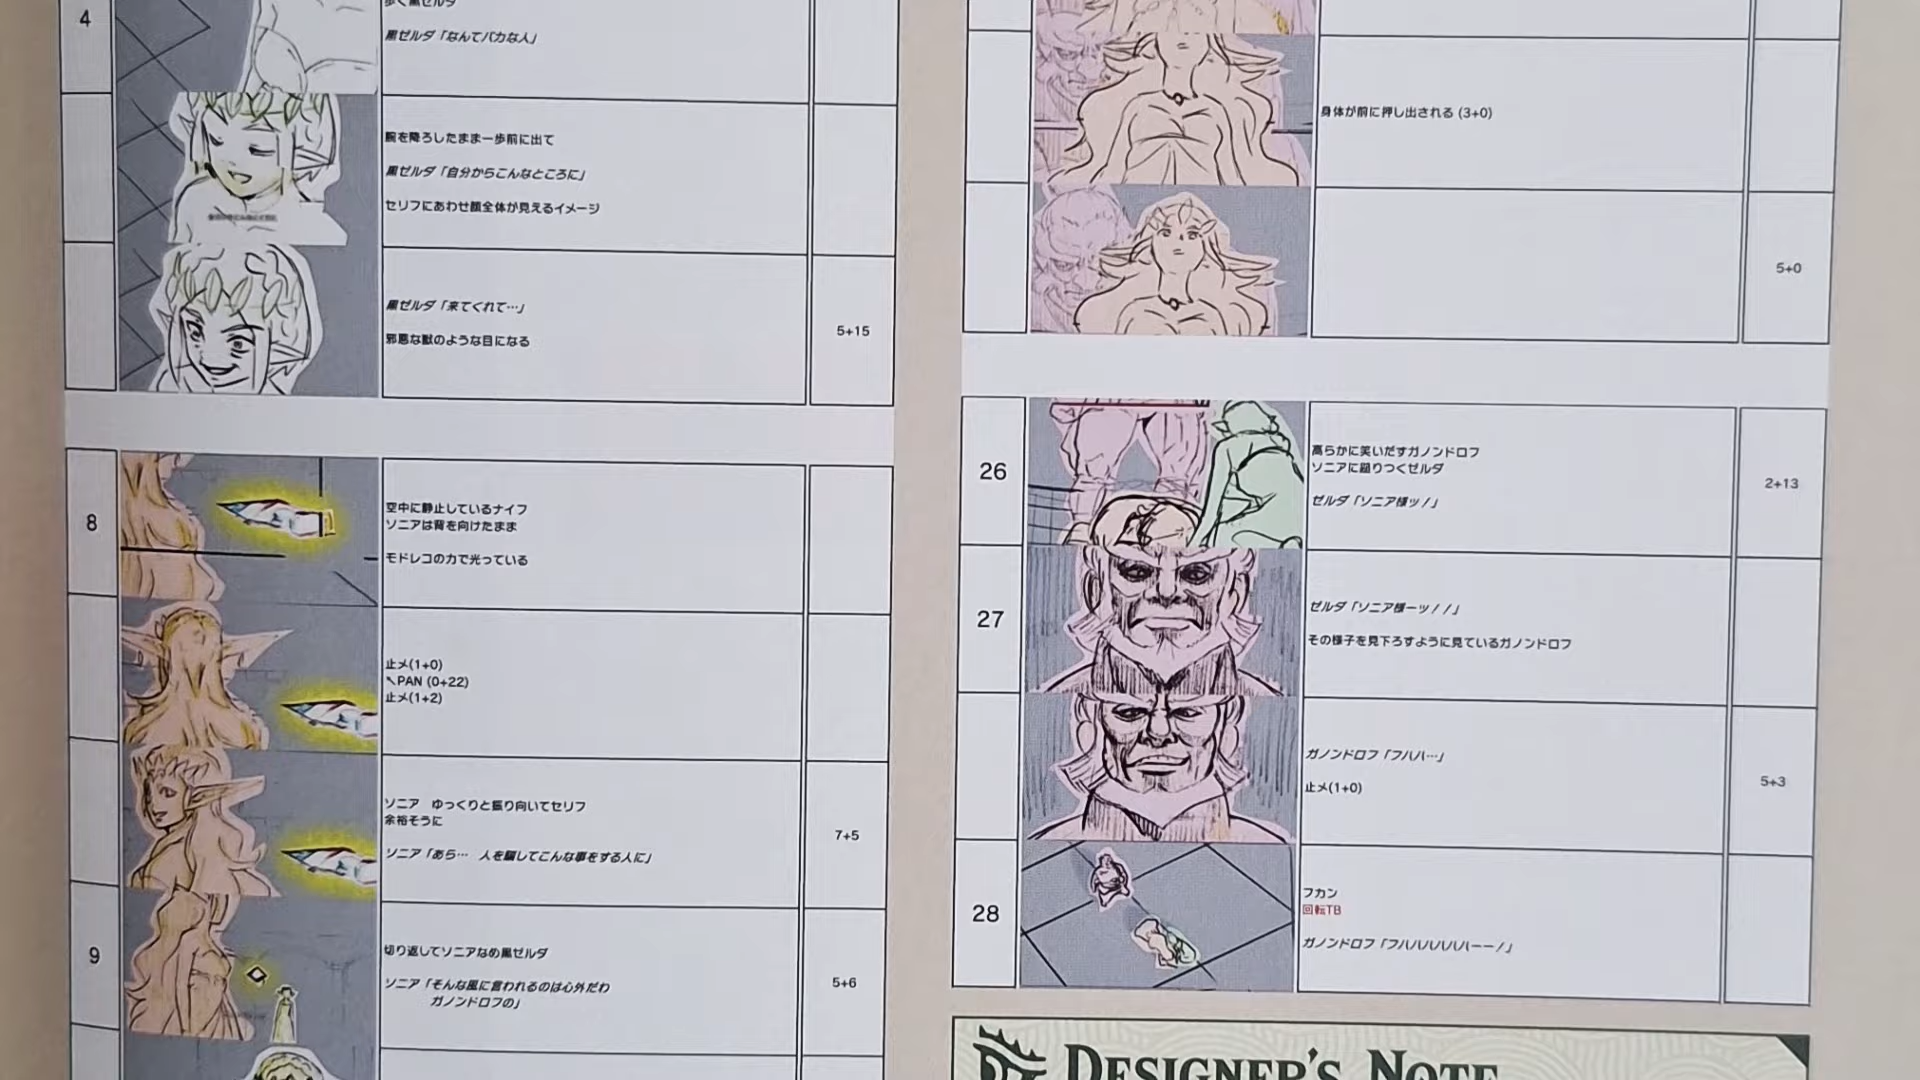 4
歩く黒ゼルダ
黒ゼルダ「なんてバカな人」
腕を降ろしたまま一歩前に出て
黒ゼルダ「自分からこんなところに」
セリフにあわせ顔全体が見えるイメージ
黒ゼルダ「来てくれて…」
邪悪な獣のような目になる
5+15
8
空中に静止しているナイフ
ソニアは背を向けたまま
モドレコの力で光っている
止メ(1+0)
↖PAN (0+22)
止メ(1+2)
ソニア ゆっくりと振り向いてセリフ
余裕そうに
ソニア「あら… 人を騙してこんな事をする人に」
7+5
9
切り返してソニアなめ黒ゼルダ
ソニア「そんな風に言われるのは心外だわ
ガノンドロフの」
5+6
身体が前に押し出される (3+0)
5+0
26
高らかに笑いだすガノンドロフ
ソニアに縋りつくゼルダ
ゼルダ「ソニア様ッ!」
2+13
27
ゼルダ「ソニア様ーッ!!」
その様子を見下ろすように見ているガノンドロフ
ガノンドロフ「フハハ…」
止メ(1+0)
5+3
28
フカン
回転TB
ガノンドロフ「フハハハハハハーー!」
DESIGNER'S NOTE